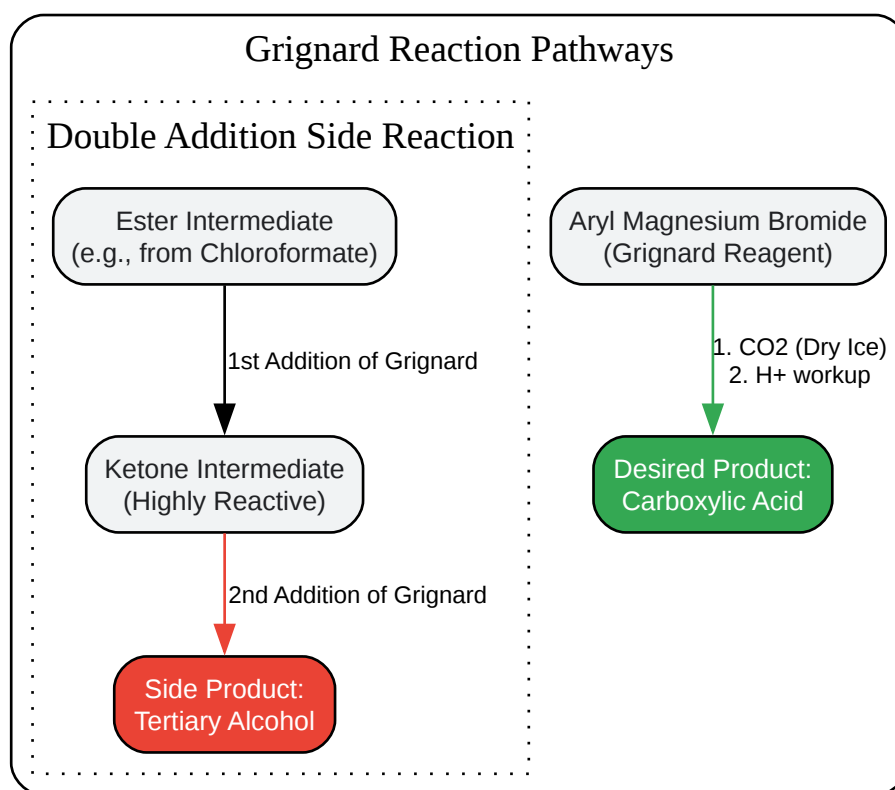 Grignard Reaction Pathways
Double Addition Side Reaction
Ester Intermediate
(e.g., from Chloroformate)
1st Addition of Grignard
Ketone Intermediate
(Highly Reactive)
2nd Addition of Grignard
Side Product:
Tertiary Alcohol
Aryl Magnesium Bromide
(Grignard Reagent)
1. CO2 (Dry Ice)
2. H+ workup
Desired Product:
Carboxylic Acid